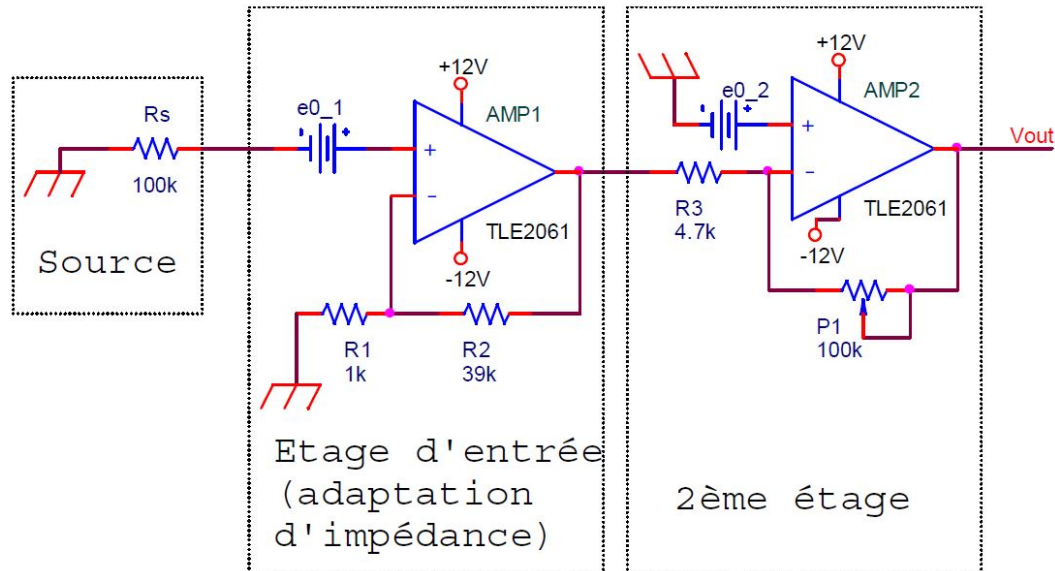 Source
Rs
100k
e0_1
+12V
AMP1
+
−
TLE2061
-12V
R1
1k
R2
39k
Etage d'entrée
(adaptation
d'impédance)
e0_2
+12V
AMP2
+
−
TLE2061
-12V
R3
4.7k
P1
100k
Vout
2ème étage